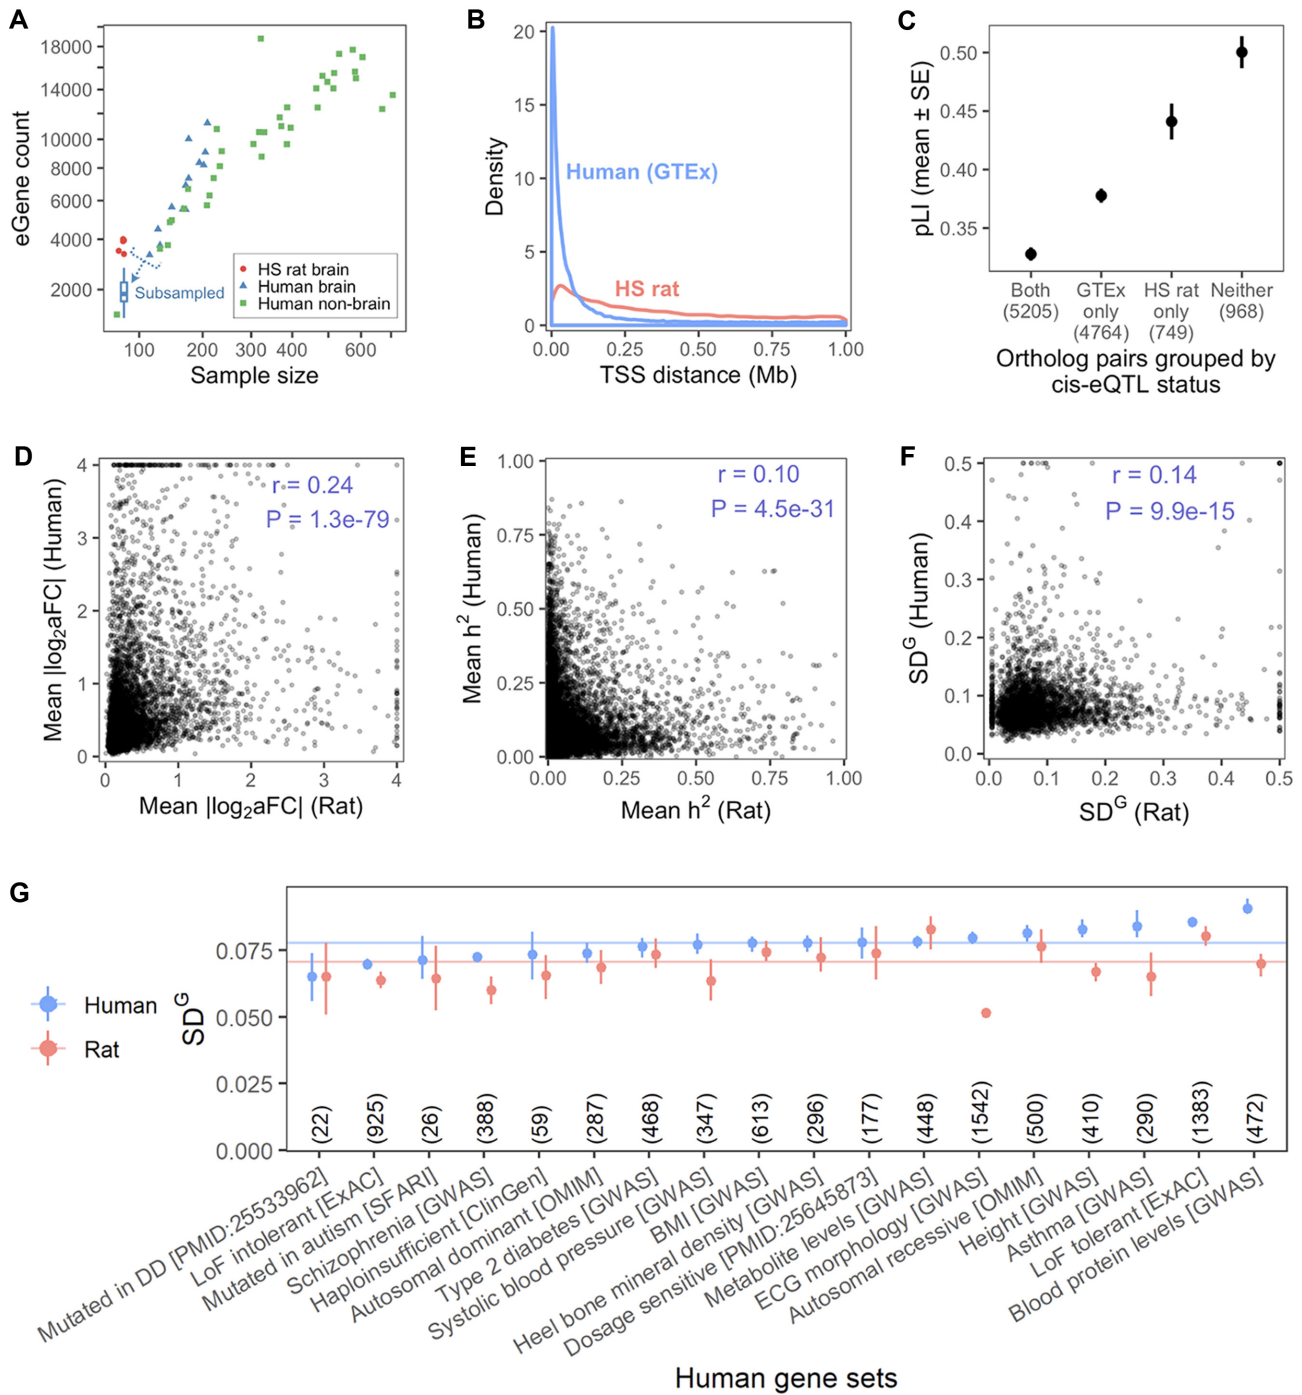 A
eGene count
18000
14000
10000
8000
6000
4000
2000
HS rat brain
Human brain
Human non-brain
Subsampled
100
200
300
400
600
Sample size
B
Density
20
15
10
5
0
Human (GTEx)
HS rat
0.00
0.25
0.50
0.75
1.00
TSS distance (Mb)
C
pLI (mean ± SE)
0.50
0.45
0.40
0.35
Both
(5205)
GTEx
only
(4764)
HS rat
only
(749)
Neither
(968)
Ortholog pairs grouped by
cis-eQTL status
D
Mean |log₂aFC| (Human)
4
3
2
1
0
r = 0.24
P = 1.3e-79
0
1
2
3
4
Mean |log₂aFC| (Rat)
E
Mean h² (Human)
1.00
0.75
0.50
0.25
0.00
r = 0.10
P = 4.5e-31
0.00
0.25
0.50
0.75
1.00
Mean h² (Rat)
F
SDᴳ (Human)
0.5
0.4
0.3
0.2
0.1
0.0
r = 0.14
P = 9.9e-15
0.0
0.1
0.2
0.3
0.4
0.5
SDᴳ (Rat)
G
Human
Rat
SDᴳ
0.075
0.050
0.025
0.000
(22)
(925)
(26)
(388)
(59)
(287)
(468)
(347)
(613)
(296)
(177)
(448)
(1542)
(500)
(410)
(290)
(1383)
(472)
Mutated in DD [PMID:25533962]
LoF intolerant [ExAC]
Mutated in autism [SFARI]
Schizophrenia [GWAS]
Haploinsufficient [ClinGen]
Autosomal dominant [OMIM]
Type 2 diabetes [GWAS]
Systolic blood pressure [GWAS]
BMI [GWAS]
Heel bone mineral density [GWAS]
Dosage sensitive [PMID:25645873]
Metabolite levels [GWAS]
ECG morphology [GWAS]
Autosomal recessive [OMIM]
Height [GWAS]
Asthma [GWAS]
LoF tolerant [ExAC]
Blood protein levels [GWAS]
Human gene sets